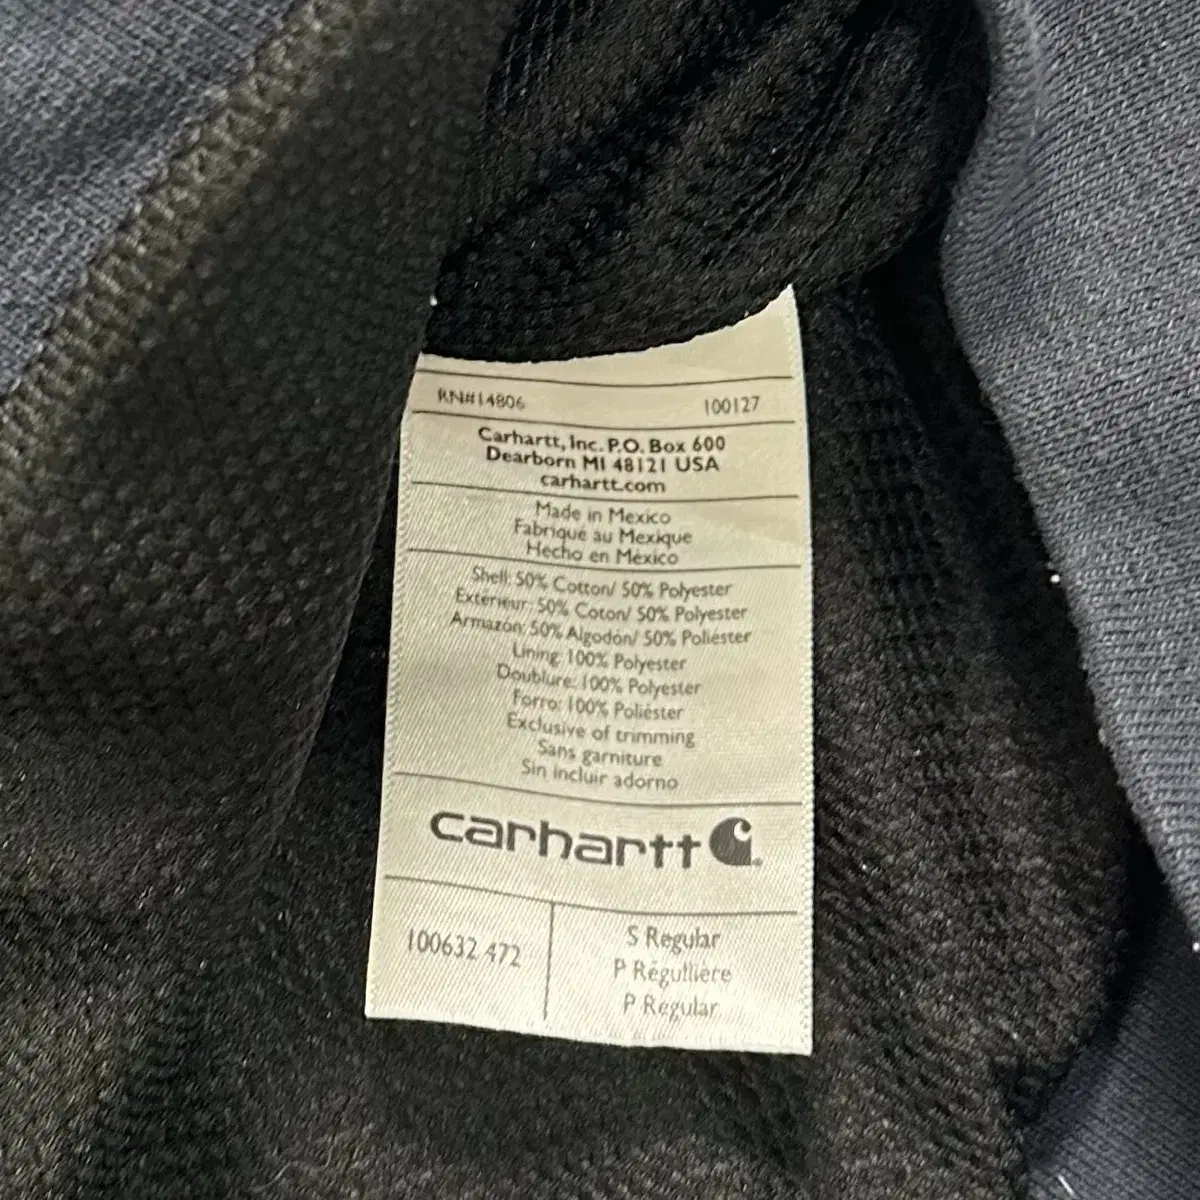 RN#14806 100127
Carhartt, Inc. P.O. Box 600
Dearborn MI 48121 USA
carhartt.com
Made in Mexico
Fabriqué au Mexique
Hecho en México
Shell: 50% Cotton/ 50% Polyester
Extérieur: 50% Coton/ 50% Polyester
Armazón: 50% Algodón/ 50% Poliéster
Lining: 100% Polyester
Doublure: 100% Polyester
Forro: 100% Poliéster
Exclusive of trimming
Sans garniture
Sin incluir adorno
carhartt
100632 472
S Regular
P Régullière
P Regular